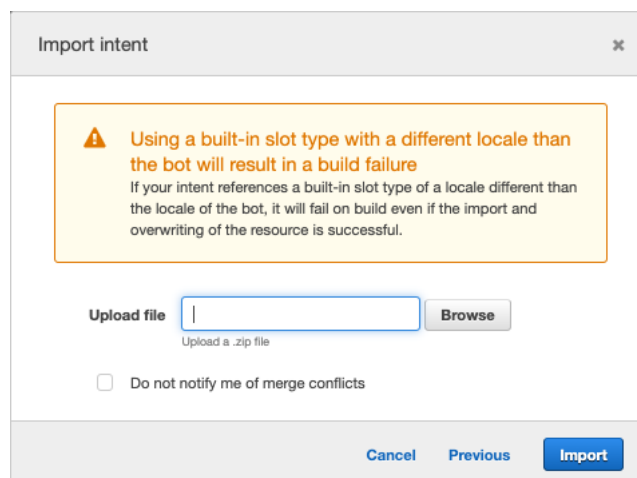 Import intent
Using a built-in slot type with a different locale than
the bot will result in a build failure
If your intent references a built-in slot type of a locale different than
the locale of the bot, it will fail on build even if the import and
overwriting of the resource is successful.
Upload file
Browse
Upload a .zip file
Do not notify me of merge conflicts
Cancel Previous Import